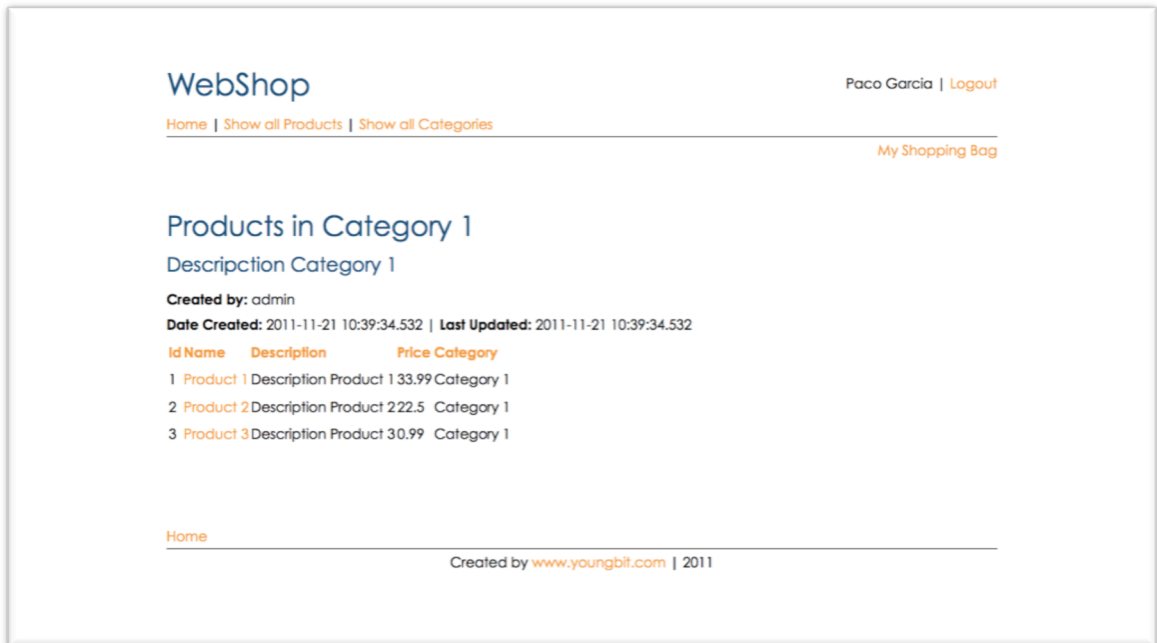 WebShop
Paco Garcia | Logout
Home | Show all Products | Show all Categories
My Shopping Bag
Products in Category 1
Descripction Category 1
Created by: admin
Date Created: 2011-11-21 10:39:34.532 | Last Updated: 2011-11-21 10:39:34.532
Id Name Description Price Category
1 Product 1 Description Product 1 33.99 Category 1
2 Product 2 Description Product 2 22.5 Category 1
3 Product 3 Description Product 3 0.99 Category 1
Home
Created by www.youngbit.com | 2011